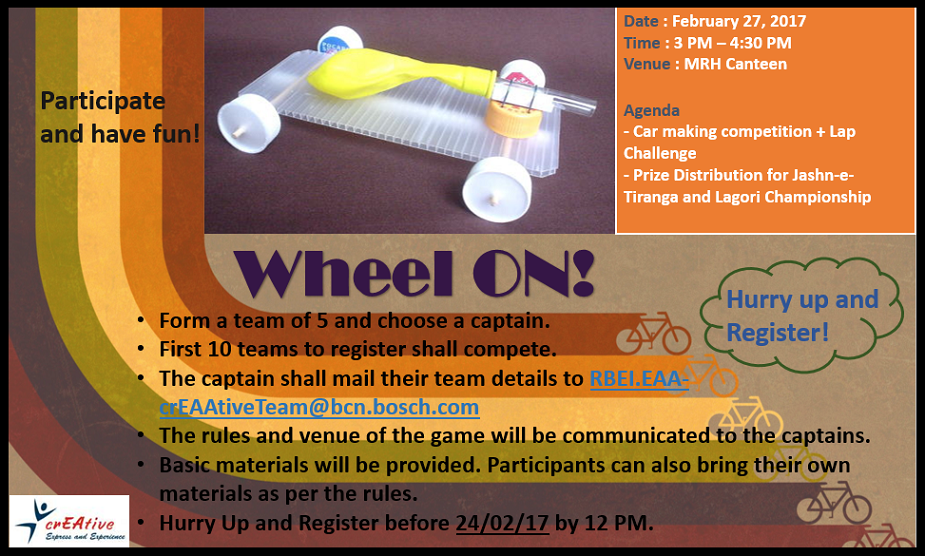 Participate
and have fun!
Date : February 27, 2017
Time : 3 PM – 4:30 PM
Venue : MRH Canteen
Agenda
- Car making competition + Lap
Challenge
- Prize Distribution for Jashn-e-
Tiranga and Lagori Championship
Wheel ON!
Hurry up and
Register!
• Form a team of 5 and choose a captain.
• First 10 teams to register shall compete.
• The captain shall mail their team details to RBEI.EAA-
crEAAtiveTeam@bcn.bosch.com
• The rules and venue of the game will be communicated to the captains.
• Basic materials will be provided. Participants can also bring their own
materials as per the rules.
• Hurry Up and Register before 24/02/17 by 12 PM.
crEAtive
Express and Experience